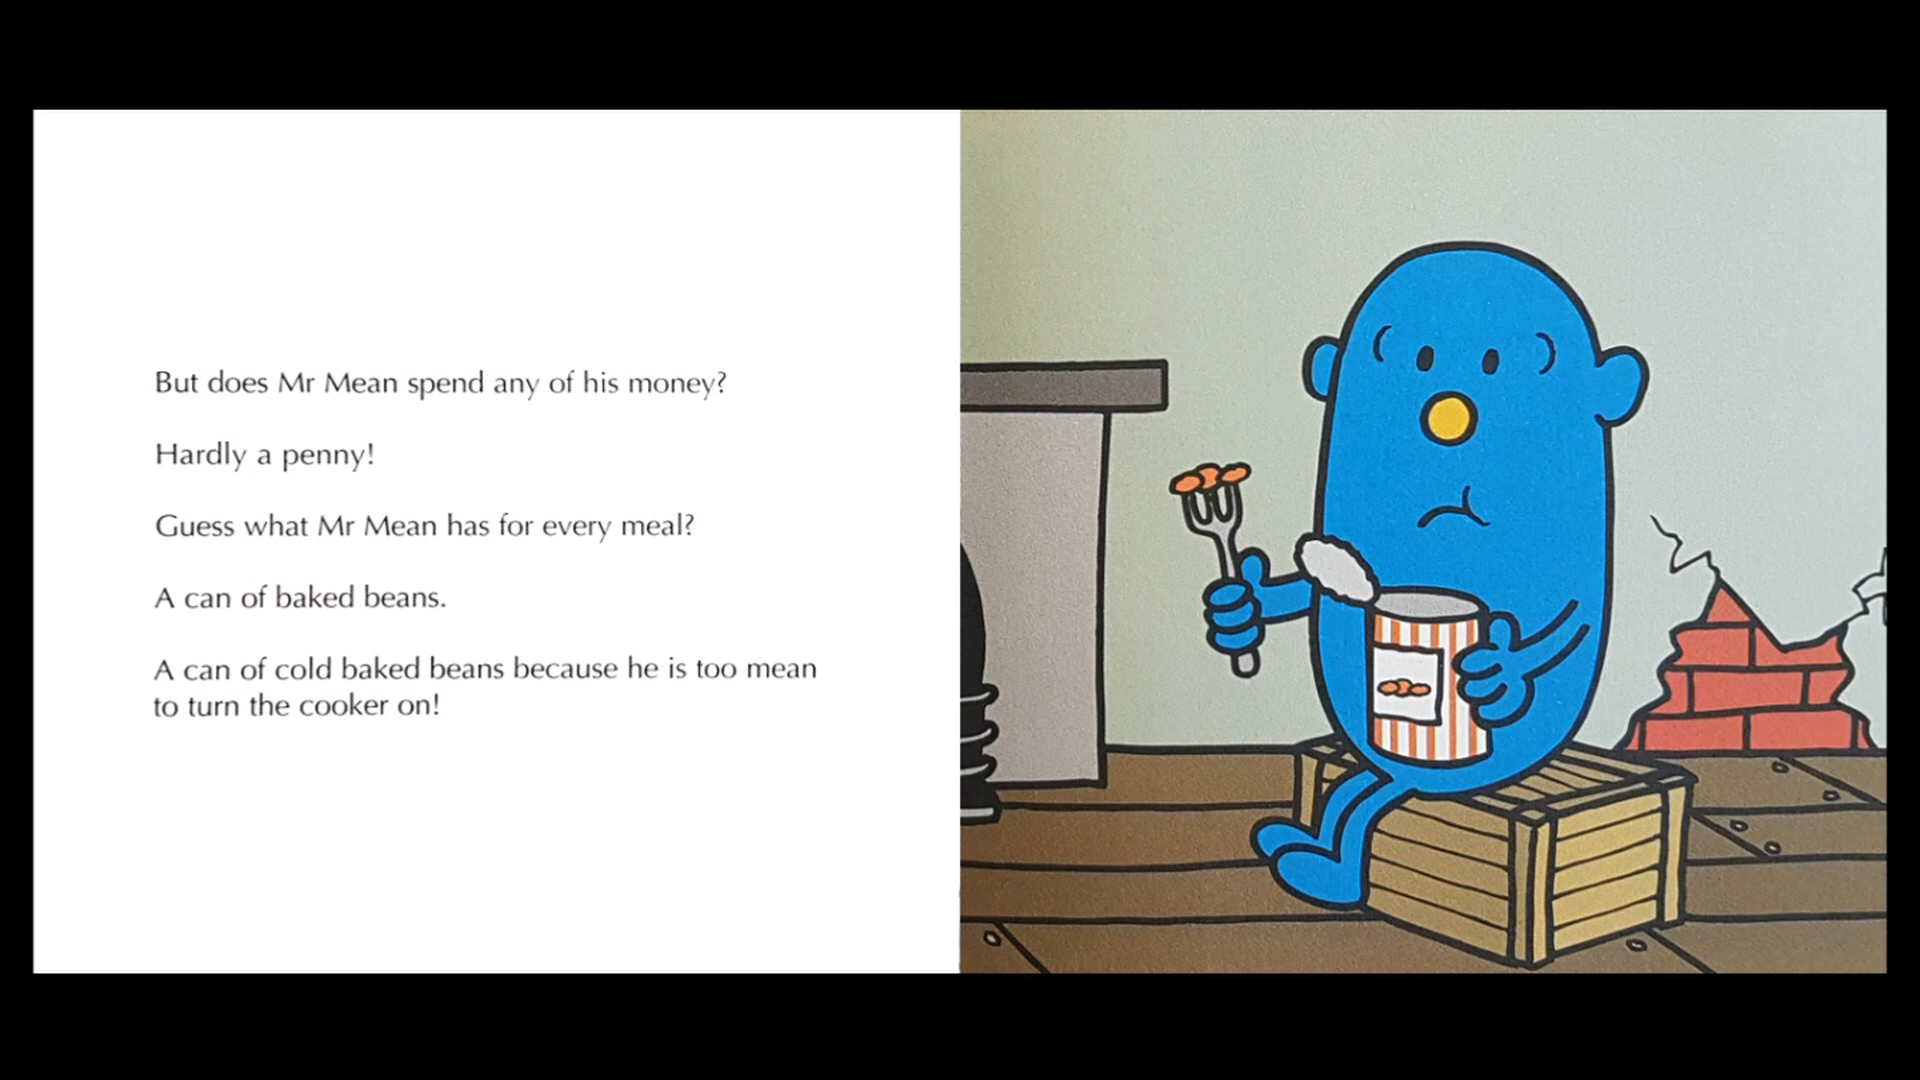 But does Mr Mean spend any of his money?
Hardly a penny!
Guess what Mr Mean has for every meal?
A can of baked beans.
A can of cold baked beans because he is too mean
to turn the cooker on!